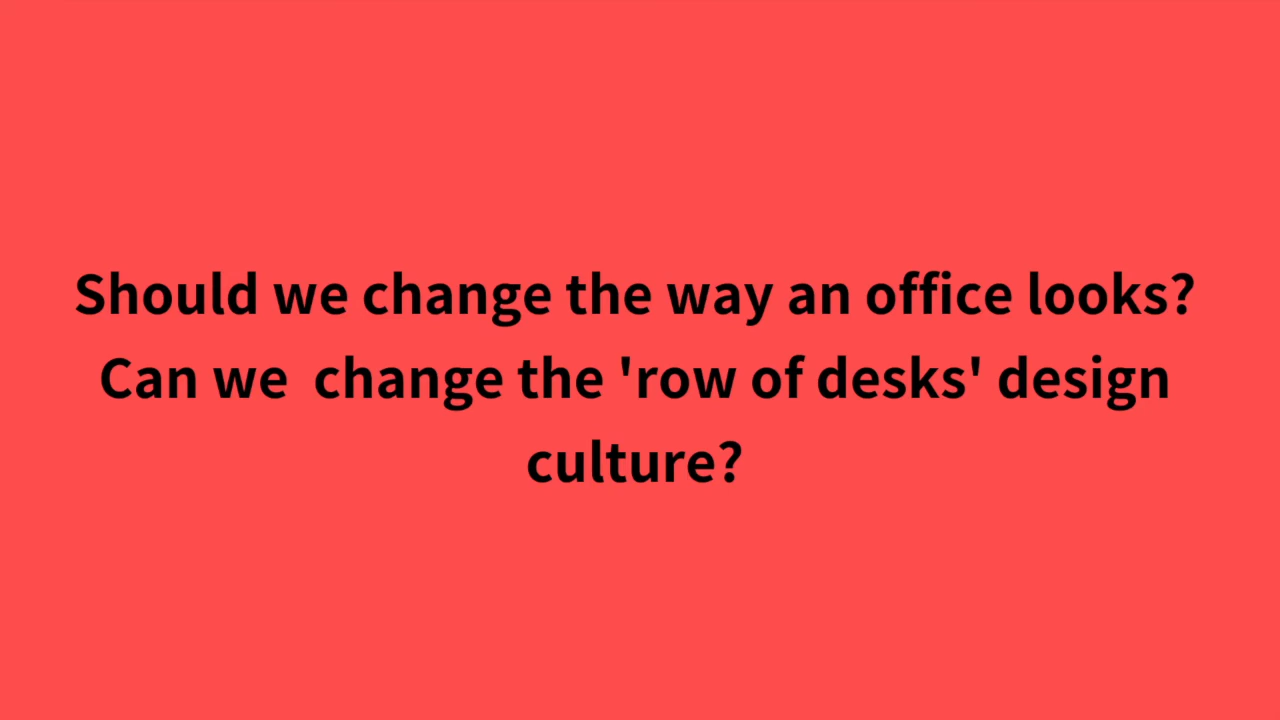 Should we change the way an office looks?
Can we  change the 'row of desks' design
culture?